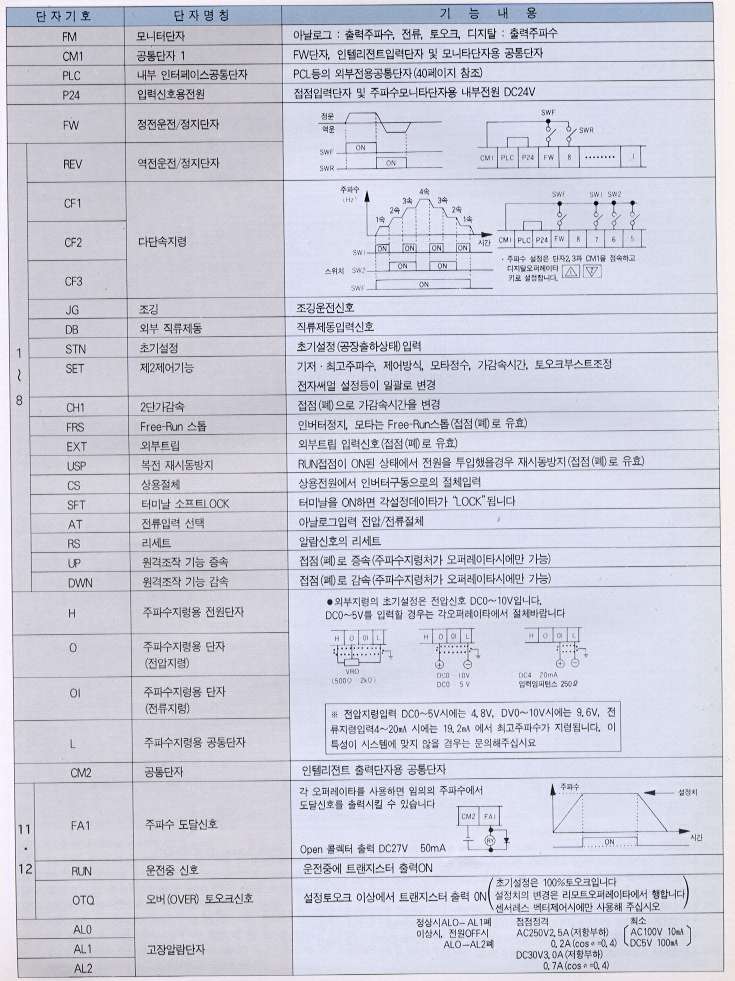 단자기호 단자명칭 기능내용
FM 모니터단자 아날로그 : 출력주파수, 전류, 토오크, 디지탈 : 출력주파수
CM1 공통단자 1 FW단자, 인텔리젼트입력단자 및 모니타단자용 공통단자
PLC 내부 인터페이스공통단자 PCL등의 외부전용공통단자(40페이지 참조)
P24 입력신호용전원 접점입력단자 및 주파수모니타단자용 내부전원 DC24V
FW 정전운전/정지단자
정운
역운
SWF ON
SWR ON
SWF
SWR
CM1 PLC P24 FW 8 ········ 1
1~8
REV 역전운전/정지단자
CF1
CF2 다단속지령
CF3
주파수
(Hz)
1속 2속 3속 4속 3속 2속 1속
시간
SW1 ON ON ON ON
스위치 SW2 ON ON
SWF ON
SWF SW1 SW2
CM1 PLC P24 FW 8 7 6 5
· 주파수 설정은 단자2,3과 CM1을 접속하고
디지탈오퍼레이타
키로 설정합니다.
JG 조깅 조깅운전신호
DB 외부 직류제동 직류제동입력신호
STN 초기설정 초기설정(공장출하상태)입력
SET 제2제어기능 기저·최고주파수, 제어방식, 모타정수, 가감속시간, 토오크부스트조정
전자써멀 설정등이 일괄로 변경
CH1 2단가감속 접점(폐)으로 가감속시간을 변경
FRS Free-Run 스톱 인버터정지, 모타는 Free-Run스톱(접점(폐)로 유효)
EXT 외부트립 외부트립 입력신호(접점(폐)로 유효)
USP 복전 재시동방지 RUN접점이 ON된 상태에서 전원을 투입했을경우 재시동방지(접점(폐)로 유효)
CS 상용절체 상용전원에서 인버터구동으로의 절체입력
SFT 터미날 소프트LOCK 터미날을 ON하면 각설정데이타가 "LOCK"됩니다
AT 전류입력 선택 아날로그입력 전압/전류절체
RS 리세트 알람신호의 리세트
UP 원격조작 기능 증속 접점(폐)로 증속(주파수지령처가 오퍼레이타시에만 가능)
DWN 원격조작 기능 감속 접점(폐)로 감속(주파수지령처가 오퍼레이타시에만 가능)
H 주파수지령용 전원단자
O 주파수지령용 단자
(전압지령)
OI 주파수지령용 단자
(전류지령)
L 주파수지령용 공통단자
●외부지령의 초기설정은 전압신호 DC0~10V입니다.
DC0~5V를 입력할 경우는 각오퍼레이타에서 절체바랍니다
H O OI L H O OI L H O OI L
VRO
(500Ω 2kΩ)
DC0 10V
DC0 5V
DC4 20mA
입력임피던스 250Ω
※ 전압지령입력 DC0~5V시에는 4.8V, DV0~10V시에는 9.6V, 전
류지령입력4~20mA 시에는 19.2mA 에서 최고주파수가 지령됩니다. 이
특성이 시스템에 맞지 않을 경우는 문의해주십시요
CM2 공통단자 인텔리젼트 출력단자용 공통단자
11·12
FA1 주파수 도달신호
각 오퍼레이타를 사용하면 임의의 주파수에서
도달신호를 출력시킬 수 있습니다
CM2 FA1
RY
Open 콜렉터 출력 DC27V 50mA
주파수
설정치
시간
ON
RUN 운전중 신호 운전중에 트랜지스터 출력ON
OTQ 오버(OVER) 토오크신호 설정토오크 이상에서 트랜지스터 출력 ON
초기설정은 100%토오크입니다
설정치의 변경은 리모트오퍼레이타에서 행합니다
센서레스 벡터제어시에만 사용해 주십시오
AL0
AL1 고장알람단자
AL2
정상시AL0-AL1폐
이상시, 전원OFF시
AL0-AL2폐
접점정격
AC250V2.5A(저항부하)
0.2A(cos∘=0.4)
DC30V3.0A(저항부하)
0.7A(cos∘=0.4)
최소
AC100V 10mA
DC5V 100mA